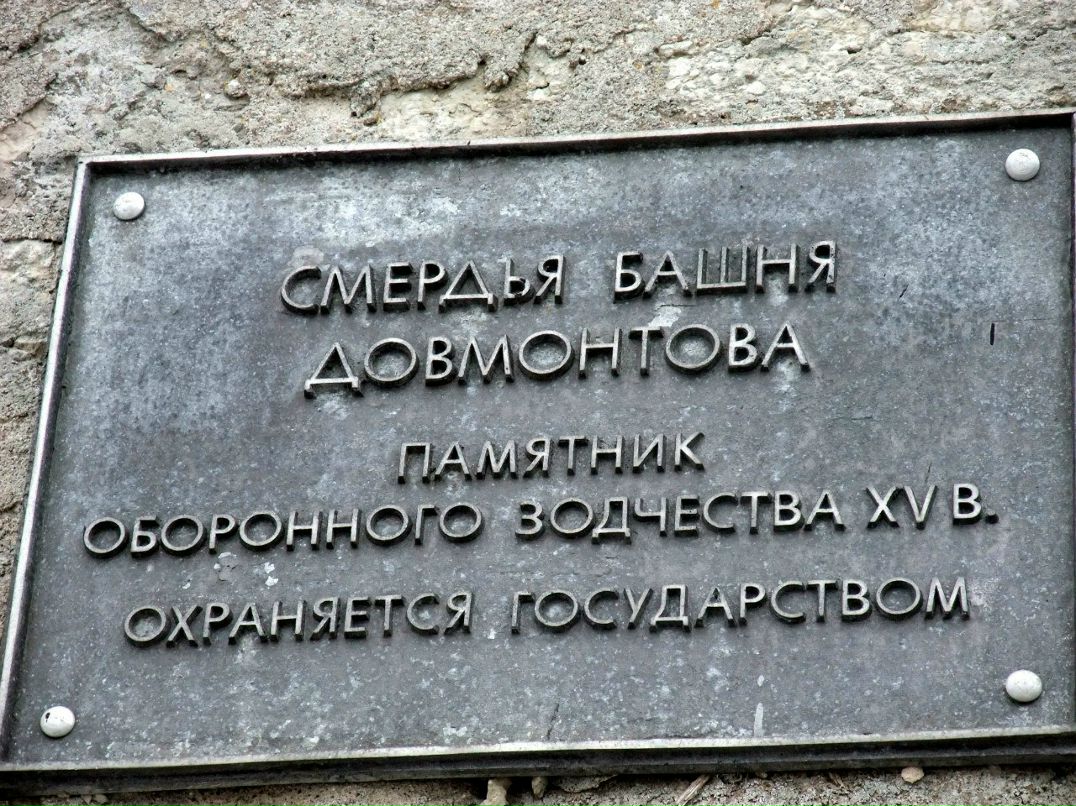 СМЕРДЬЯ БАШНЯ
ДОВМОНТОВА
ПАМЯТНИК
ОБОРОННОГО ЗОДЧЕСТВА XV В.
ОХРАНЯЕТСЯ ГОСУДАРСТВОМ